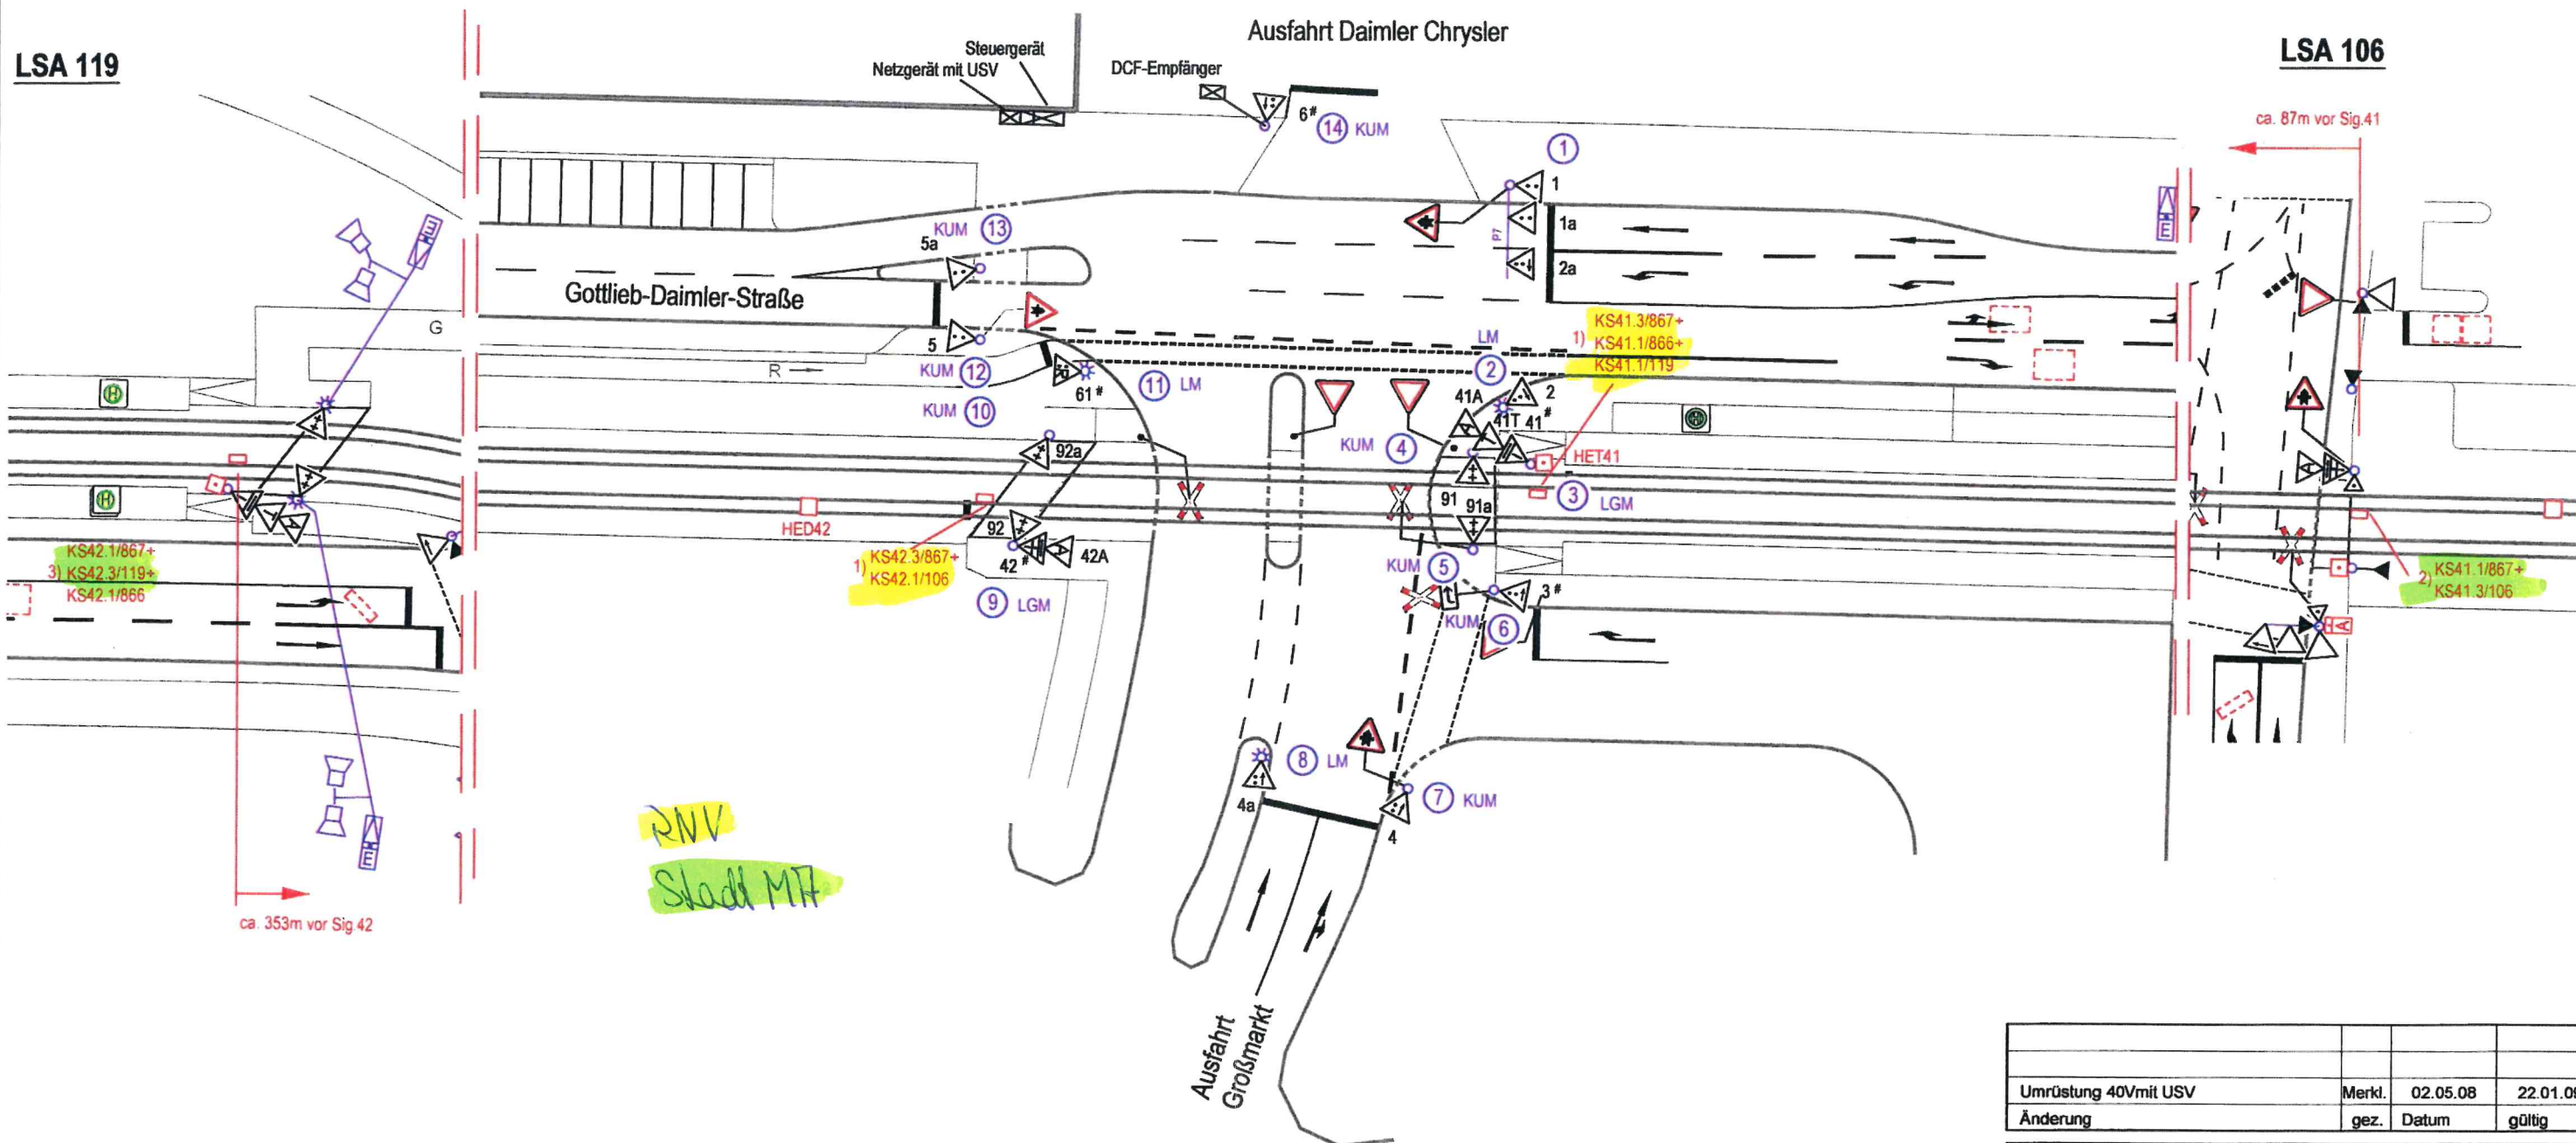 LSA 119
Ausfahrt Daimler Chrysler
LSA 106
Steuergerät
Netzgerät mit USV
DCF-Empfänger
6#
14 KUM
ca. 87m vor Sig.41
1
1
1a
P7
2a
E
E
KUM 13
5a
Gottlieb-Daimler-Straße
G
5
R
KUM 12
61#
11 LM
KUM 10
LM
2
1) KS41.3/867+
KS41.1/866+
KS41.1/119
41A
2
41T 41#
A
KUM 4
HET41
H
H
92a
91
91a
3 LGM
HED42
92
42#
A
42A
KS42.1/867+
3) KS42.3/119+
KS42.1/866
1) KS42.3/867+
KS42.1/106
9 LGM
KUM 5
3#
KUM 6
2) KS41.1/867+
KS41.3/106
A
A
A
8 LM
4a
7 KUM
4
E
RNV
Stadt MA
ca. 353m vor Sig.42
Ausfahrt
Großmarkt
Umrüstung 40Vmit USV Merkl. 02.05.08 22.01.09
Änderung gez. Datum gültig